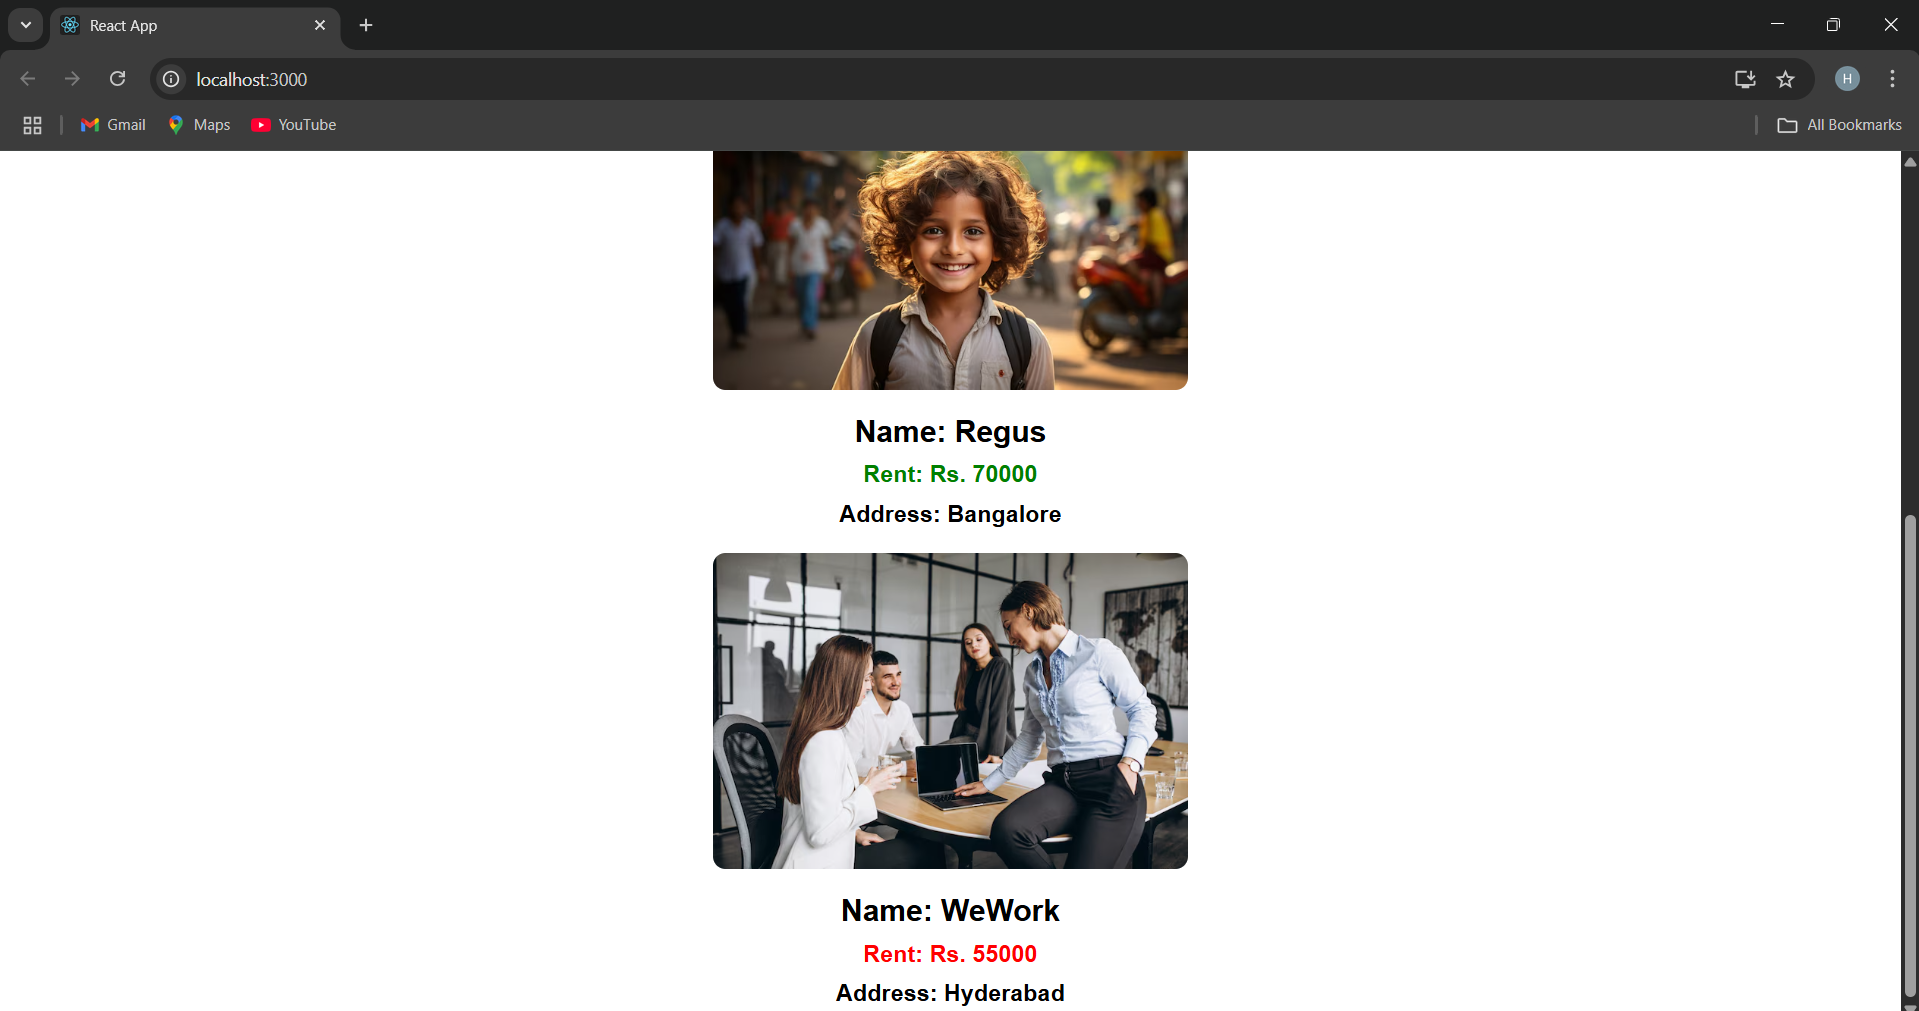 React App
localhost:3000
H
Gmail
Maps
YouTube
All Bookmarks
Name: Regus
Rent: Rs. 70000
Address: Bangalore
Name: WeWork
Rent: Rs. 55000
Address: Hyderabad